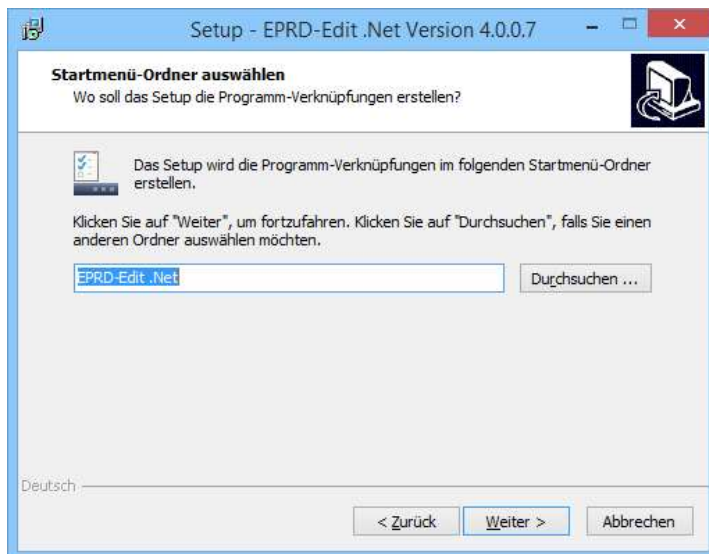 Setup - EPRD-Edit .Net Version 4.0.0.7
Startmenü-Ordner auswählen
Wo soll das Setup die Programm-Verknüpfungen erstellen?
Das Setup wird die Programm-Verknüpfungen im folgenden Startmenü-Ordner
erstellen.
Klicken Sie auf "Weiter", um fortzufahren. Klicken Sie auf "Durchsuchen", falls Sie einen
anderen Ordner auswählen möchten.
EPRD-Edit .Net
Durchsuchen ...
Deutsch
< Zurück
Weiter >
Abbrechen